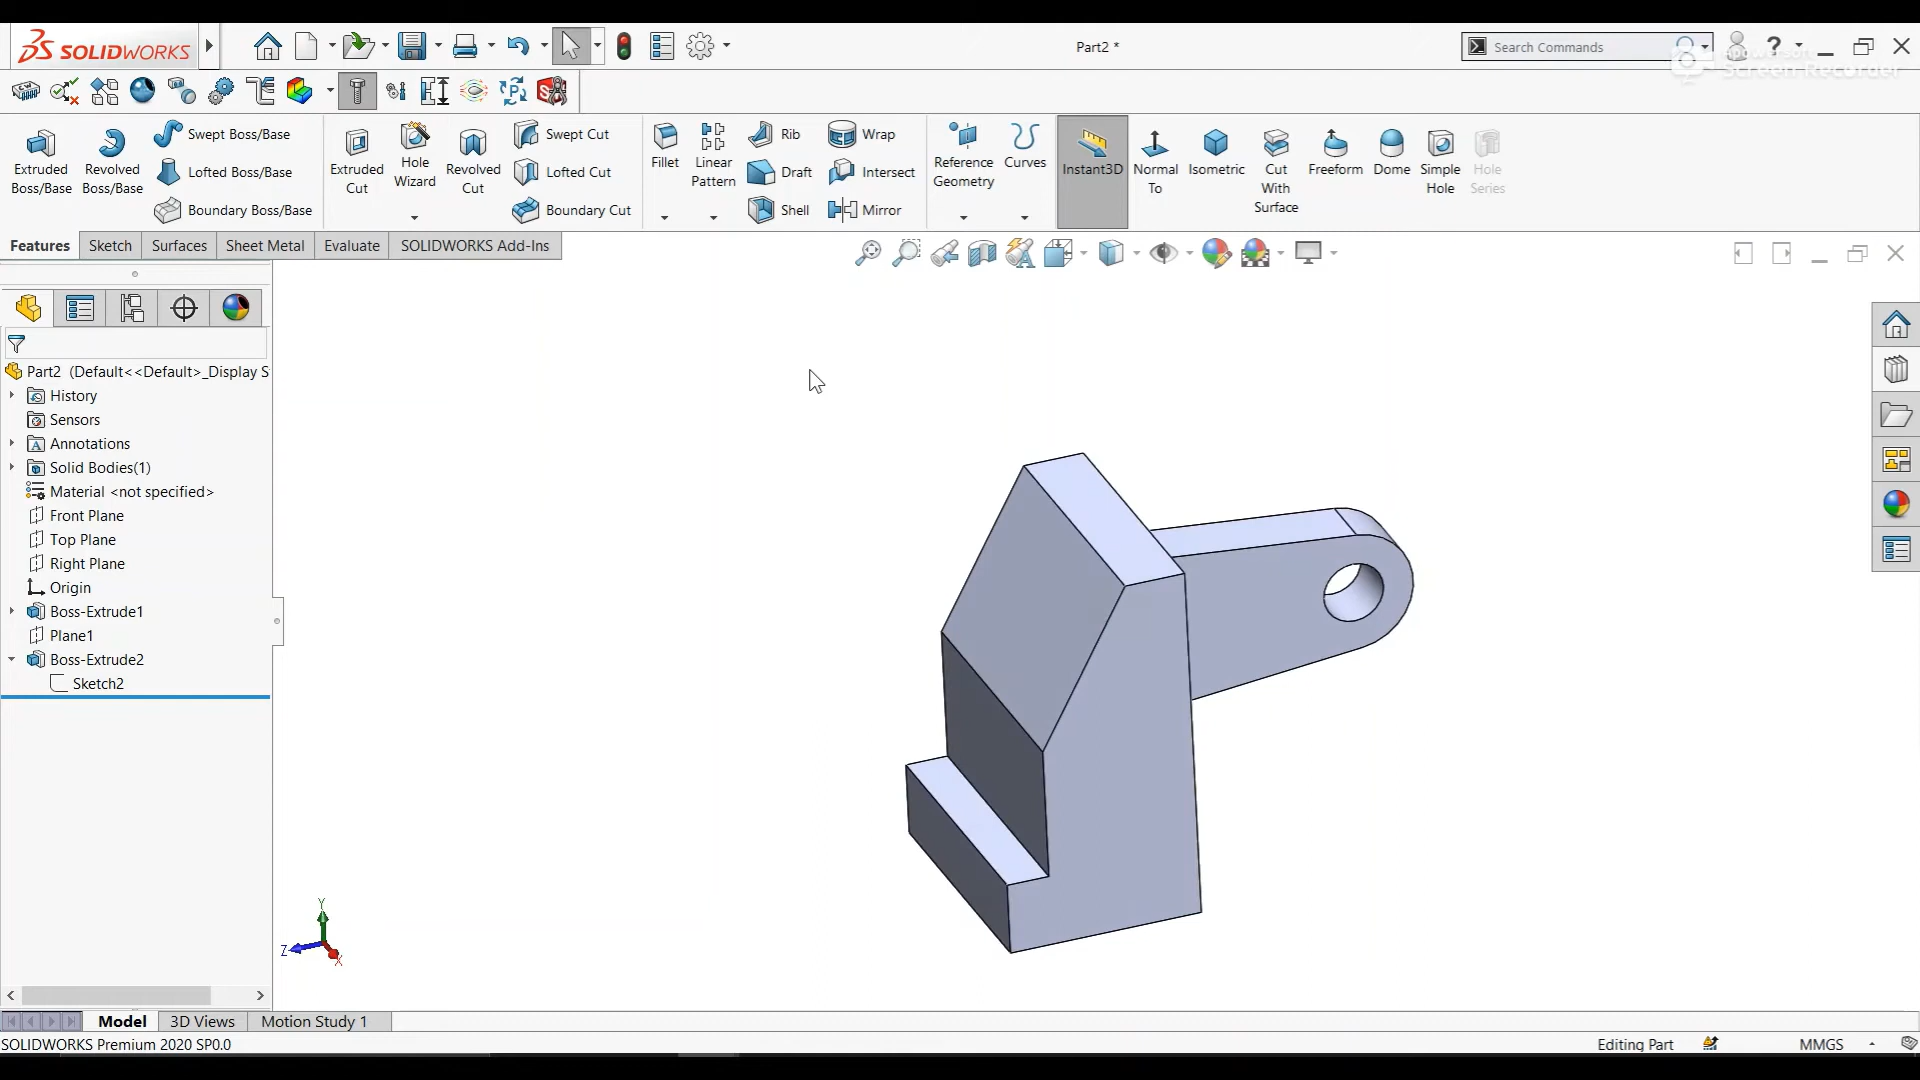 SOLIDWORKS
Part2 *
Search Commands
?
Screen Recorder
Extruded Boss/Base
Revolved Boss/Base
Swept Boss/Base
Lofted Boss/Base
Boundary Boss/Base
Extruded Cut
Hole Wizard
Revolved Cut
Swept Cut
Lofted Cut
Boundary Cut
Fillet
Linear Pattern
Rib
Draft
Shell
Wrap
Intersect
Mirror
Reference Geometry
Curves
Instant3D
Normal To
Isometric
Cut With Surface
Freeform
Dome
Simple Hole
Hole Series
Features
Sketch
Surfaces
Sheet Metal
Evaluate
SOLIDWORKS Add-Ins
Part2 (Default<<Default>_Display S
History
Sensors
Annotations
Solid Bodies(1)
Material <not specified>
Front Plane
Top Plane
Right Plane
Origin
Boss-Extrude1
Plane1
Boss-Extrude2
Sketch2
Y
Z
X
Model
3D Views
Motion Study 1
SOLIDWORKS Premium 2020 SP0.0
Editing Part
MMGS